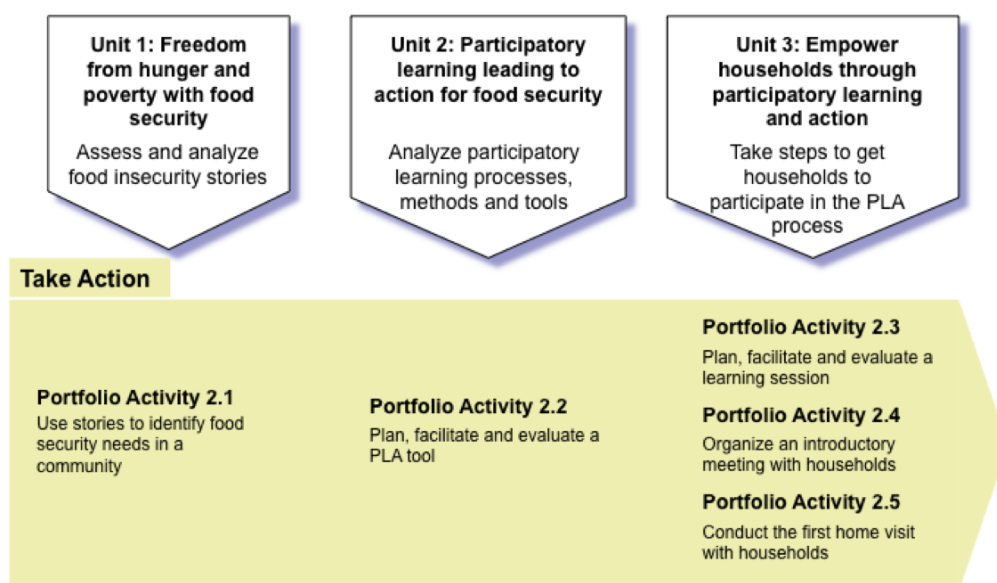 Unit 1: Freedom
from hunger and
poverty with food
security
Assess and analyze
food insecurity stories
Unit 2: Participatory
learning leading to
action for food security
Analyze participatory
learning processes,
methods and tools
Unit 3: Empower
households through
participatory learning
and action
Take steps to get
households to
participate in the PLA
process
Take Action
Portfolio Activity 2.1
Use stories to identify food
security needs in a
community
Portfolio Activity 2.2
Plan, facilitate and evaluate a
PLA tool
Portfolio Activity 2.3
Plan, facilitate and evaluate a
learning session
Portfolio Activity 2.4
Organize an introductory
meeting with households
Portfolio Activity 2.5
Conduct the first home visit
with households